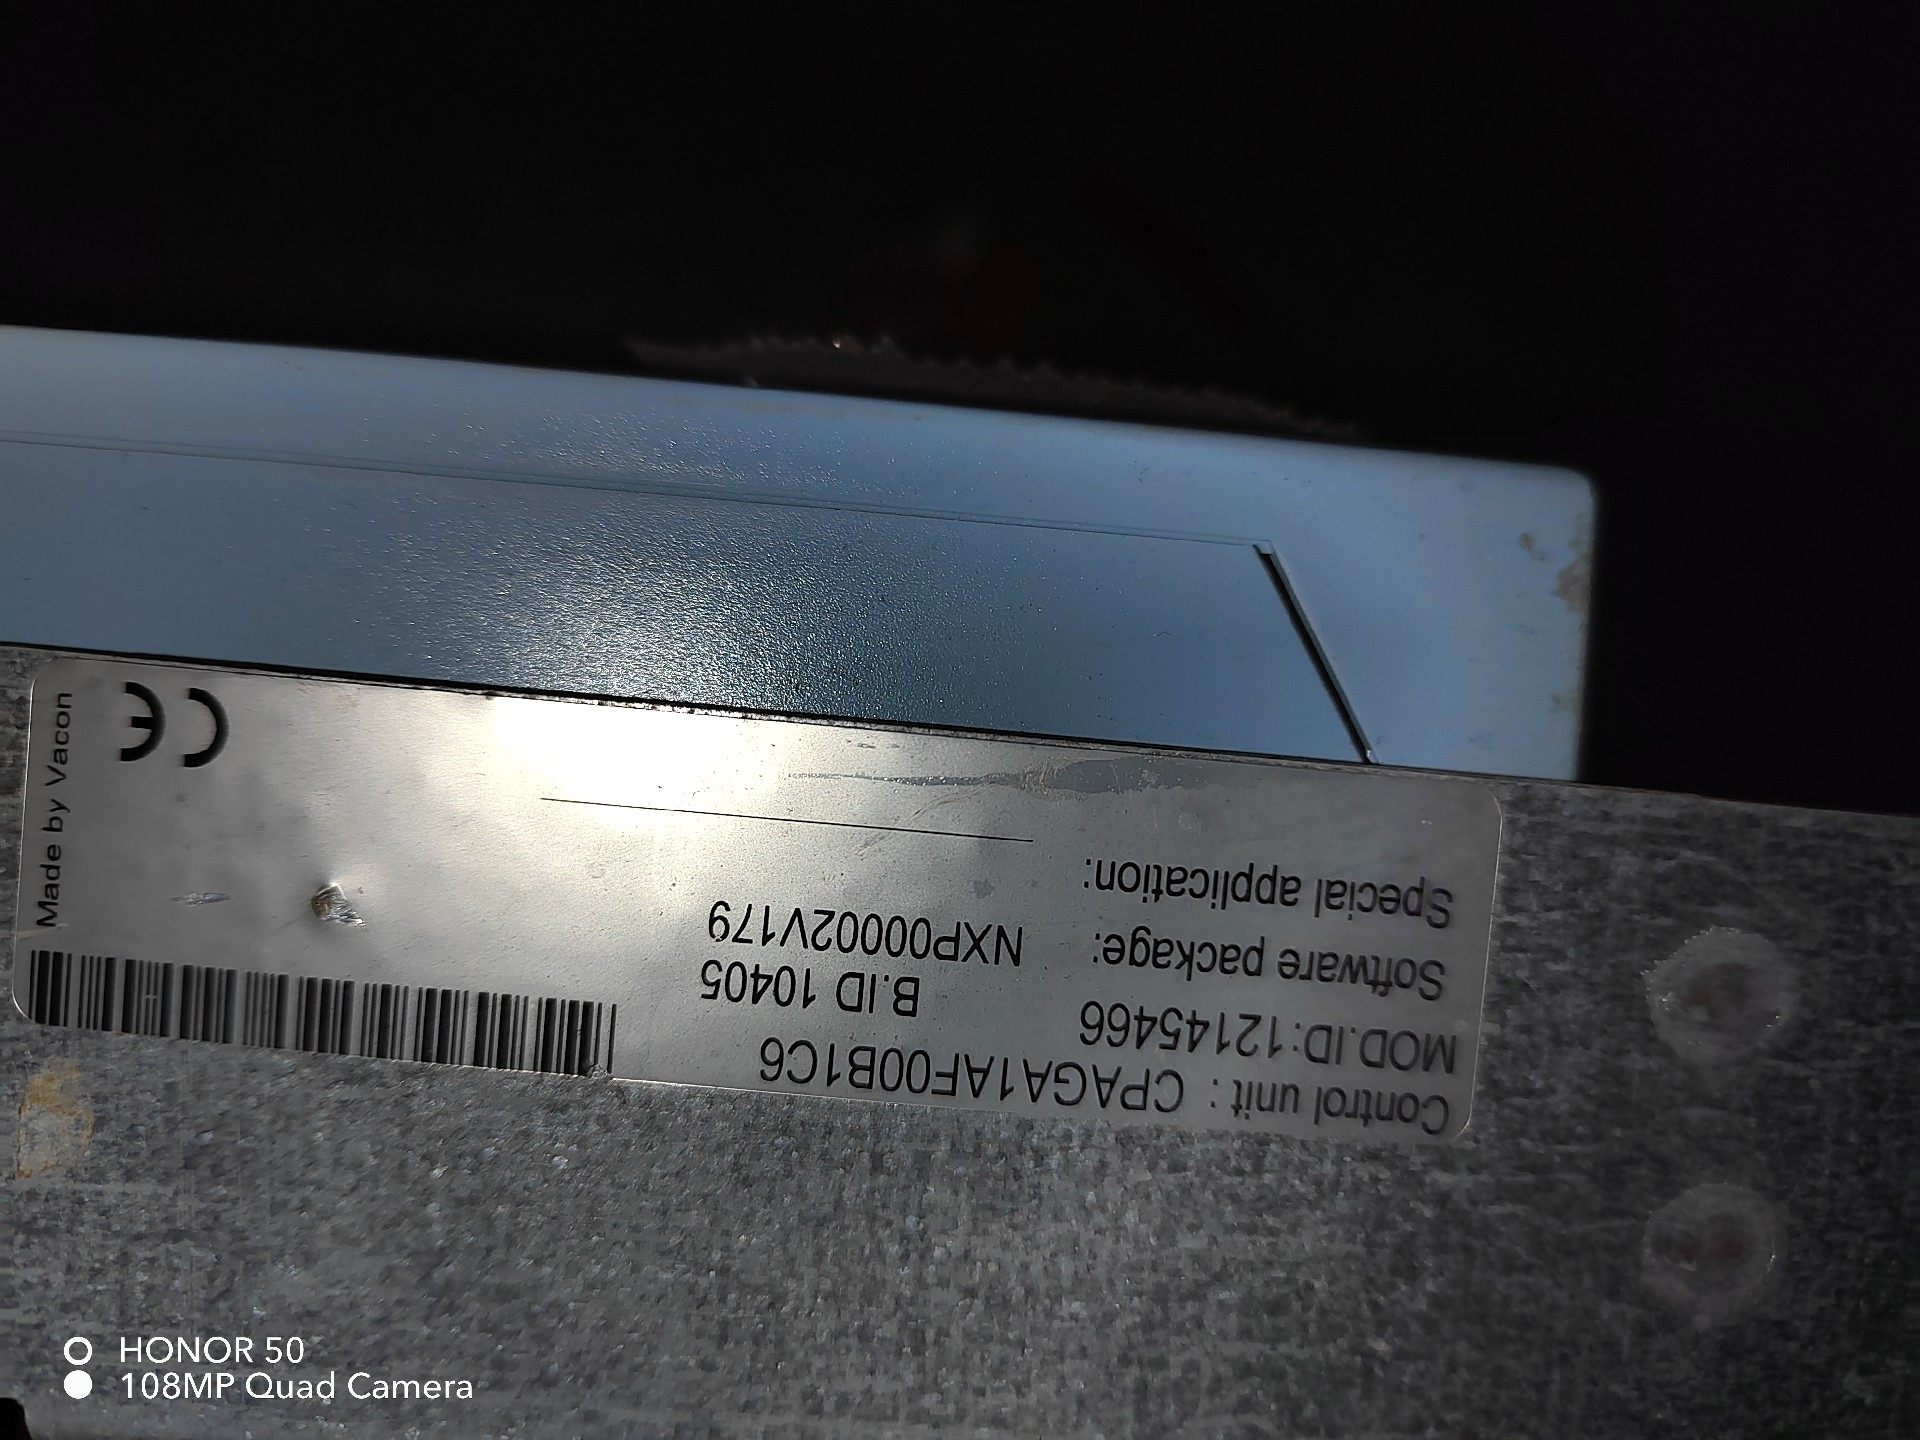 Control unit : CPAGA1AF00B1C6
MOD.ID:12145466 B.ID 10405
Software package: NXP00002V179
Special application:
Made by Vacon
CE
HONOR 50
108MP Quad Camera